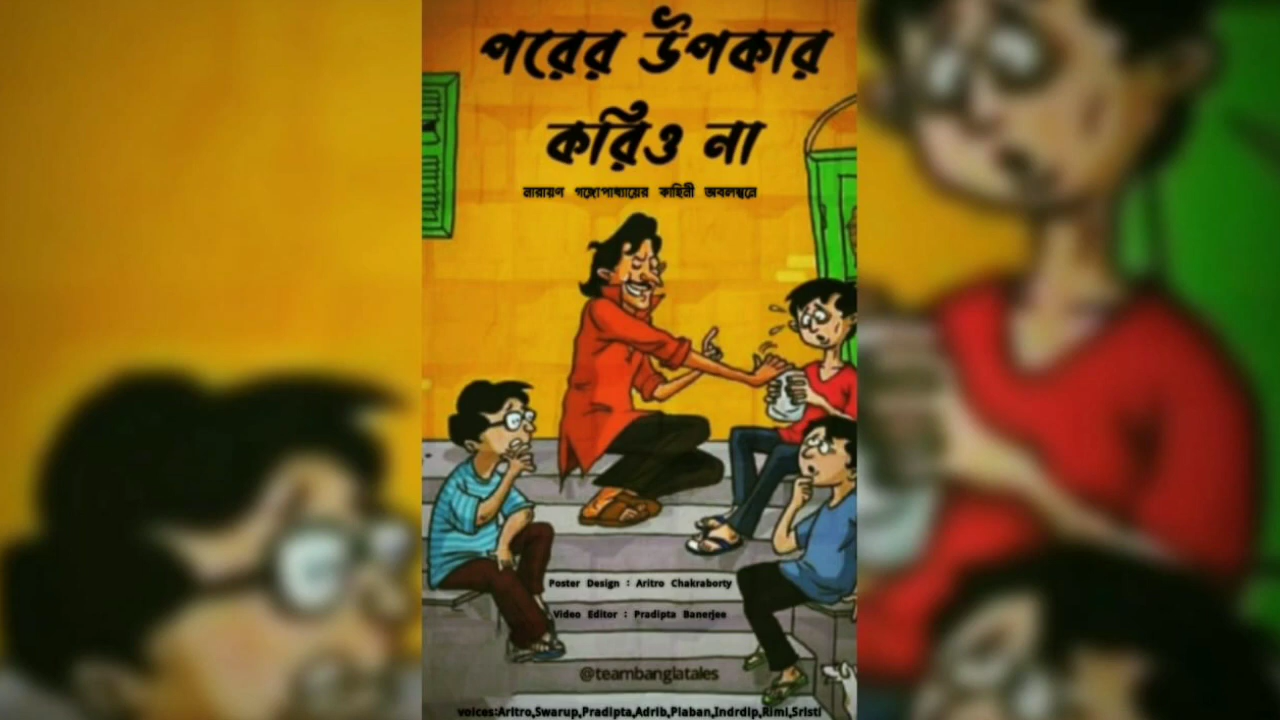 পরের উপকার
করিও না
নারায়ণ গঙ্গোপাধ্যায়ের কাহিনী অবলম্বনে
Poster Design : Aritro Chakraborty
Video Editor : Pradipta Banerjee
@teambanglatales
voices:Aritro,Swarup,Pradipta,Adrib,Plaban,Indrdip,Rimi,Sristi